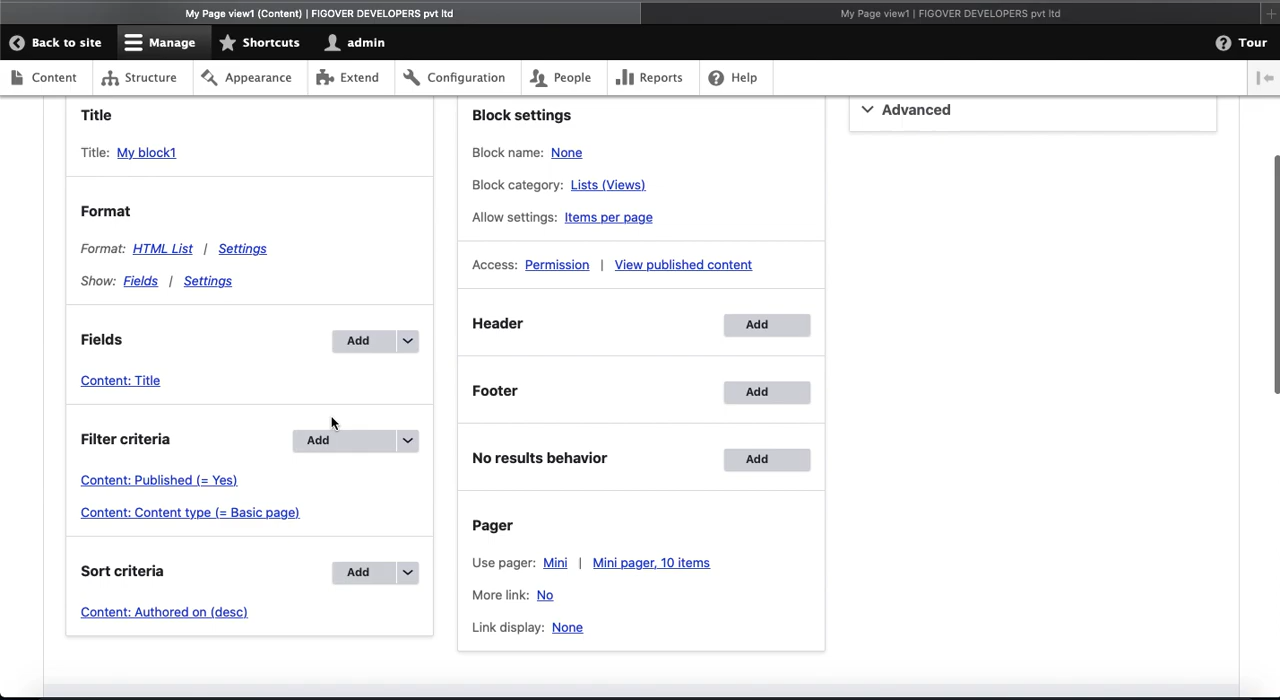 My Page view1 (Content) | FIGOVER DEVELOPERS pvt ltd
My Page view1 | FIGOVER DEVELOPERS pvt ltd
Back to site
Manage
Shortcuts
admin
Tour
Content
Structure
Appearance
Extend
Configuration
People
Reports
Help
Title
Title: My block1
Format
Format: HTML List | Settings
Show: Fields | Settings
Fields
Add
Content: Title
Filter criteria
Add
Content: Published (= Yes)
Content: Content type (= Basic page)
Sort criteria
Add
Content: Authored on (desc)
Block settings
Block name: None
Block category: Lists (Views)
Allow settings: Items per page
Access: Permission | View published content
Header
Add
Footer
Add
No results behavior
Add
Pager
Use pager: Mini | Mini pager, 10 items
More link: No
Link display: None
Advanced